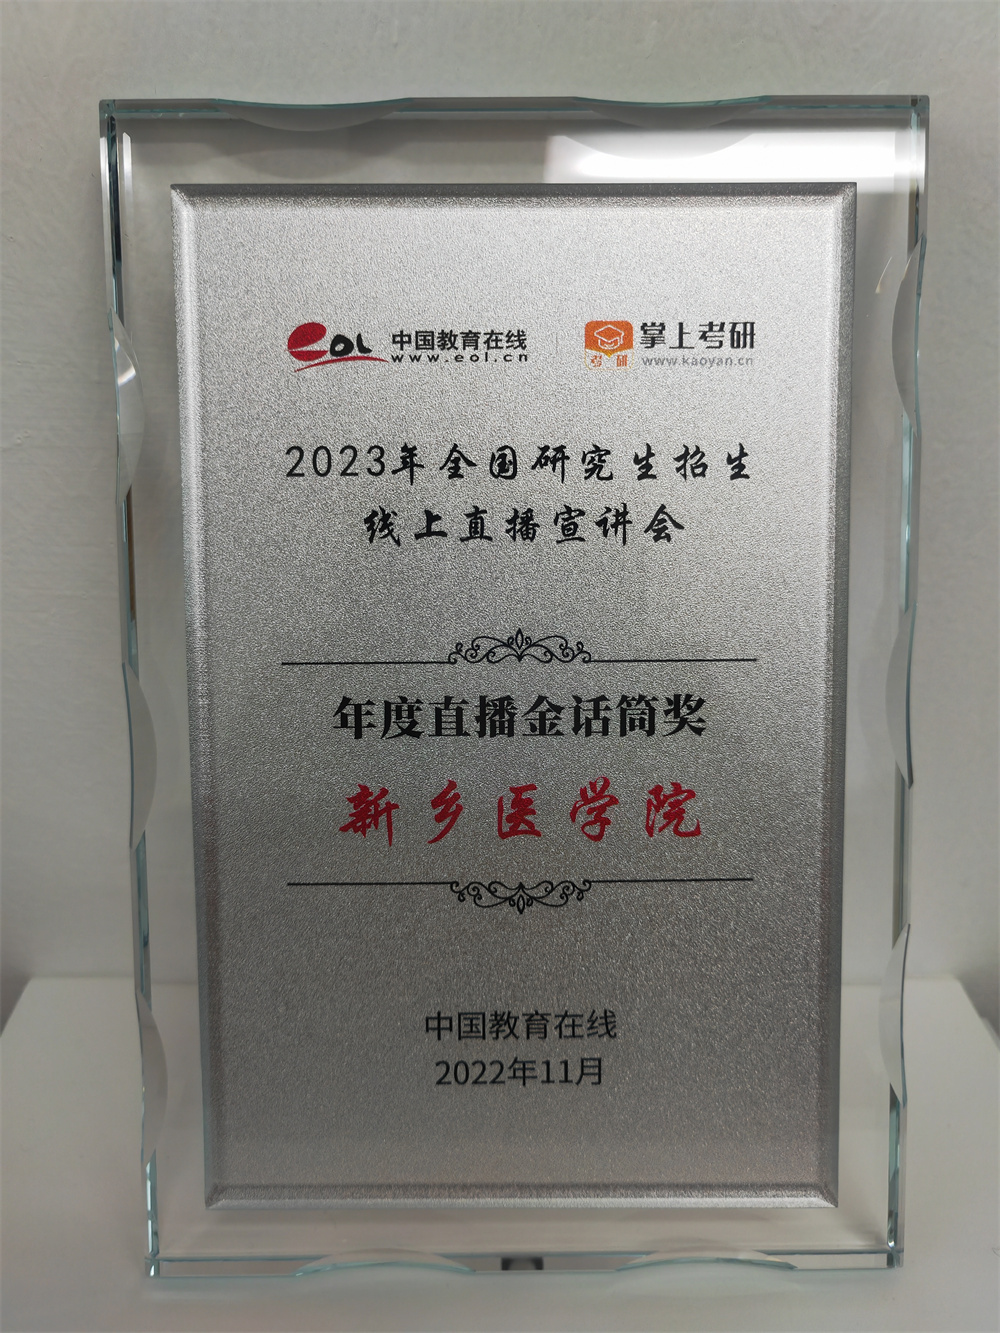 EOL 中国教育在线 掌上考研
www.eol.cn 考研 www.kaoyan.cn
2023年全国研究生招生
线上直播宣讲会
年度直播金话筒奖
新乡医学院
中国教育在线
2022年11月